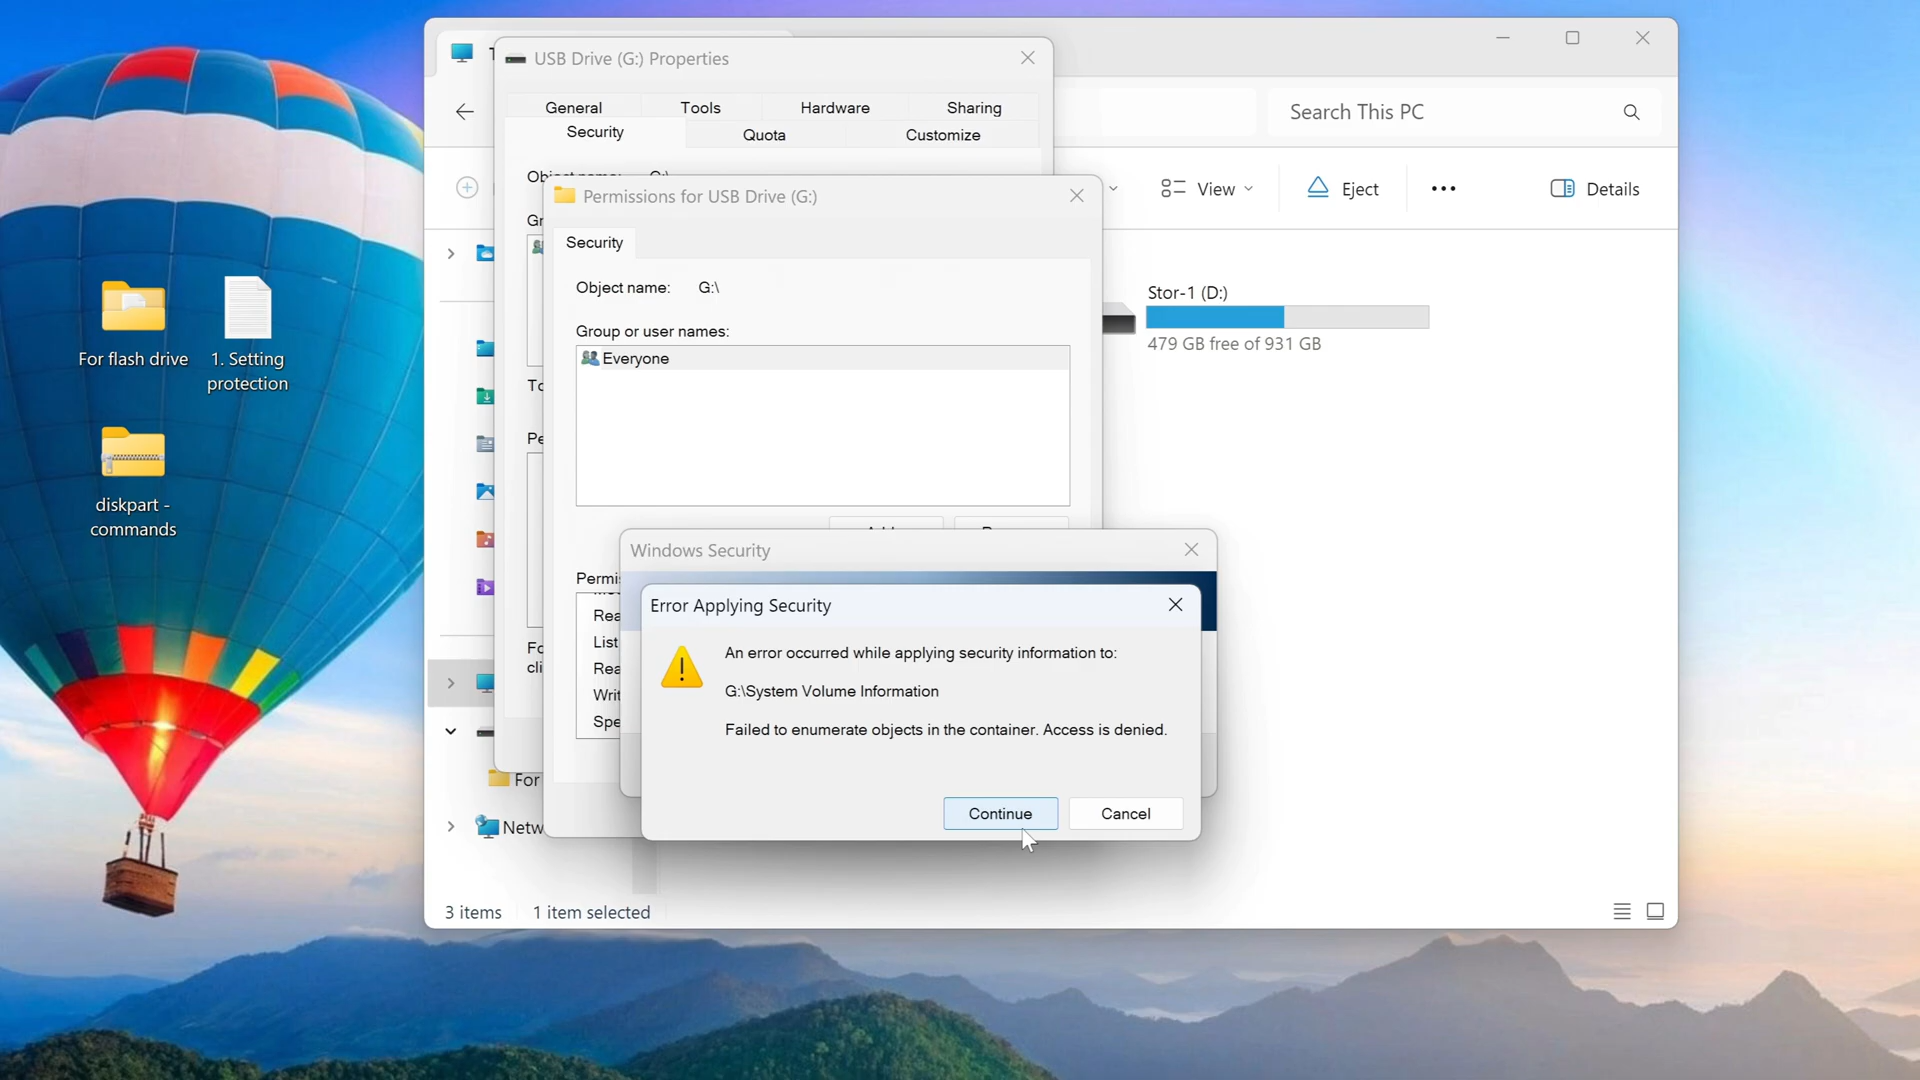 USB Drive (G:) Properties
General
Tools
Hardware
Sharing
Security
Quota
Customize
Search This PC
View
Eject
Details
Permissions for USB Drive (G:)
Security
Object name: G:\
Group or user names:
Everyone
Stor-1 (D:)
479 GB free of 931 GB
For flash drive
1. Setting
protection
diskpart -
commands
Windows Security
Error Applying Security
An error occurred while applying security information to:
G:\System Volume Information
Failed to enumerate objects in the container. Access is denied.
Continue
Cancel
For
3 items
1 item selected